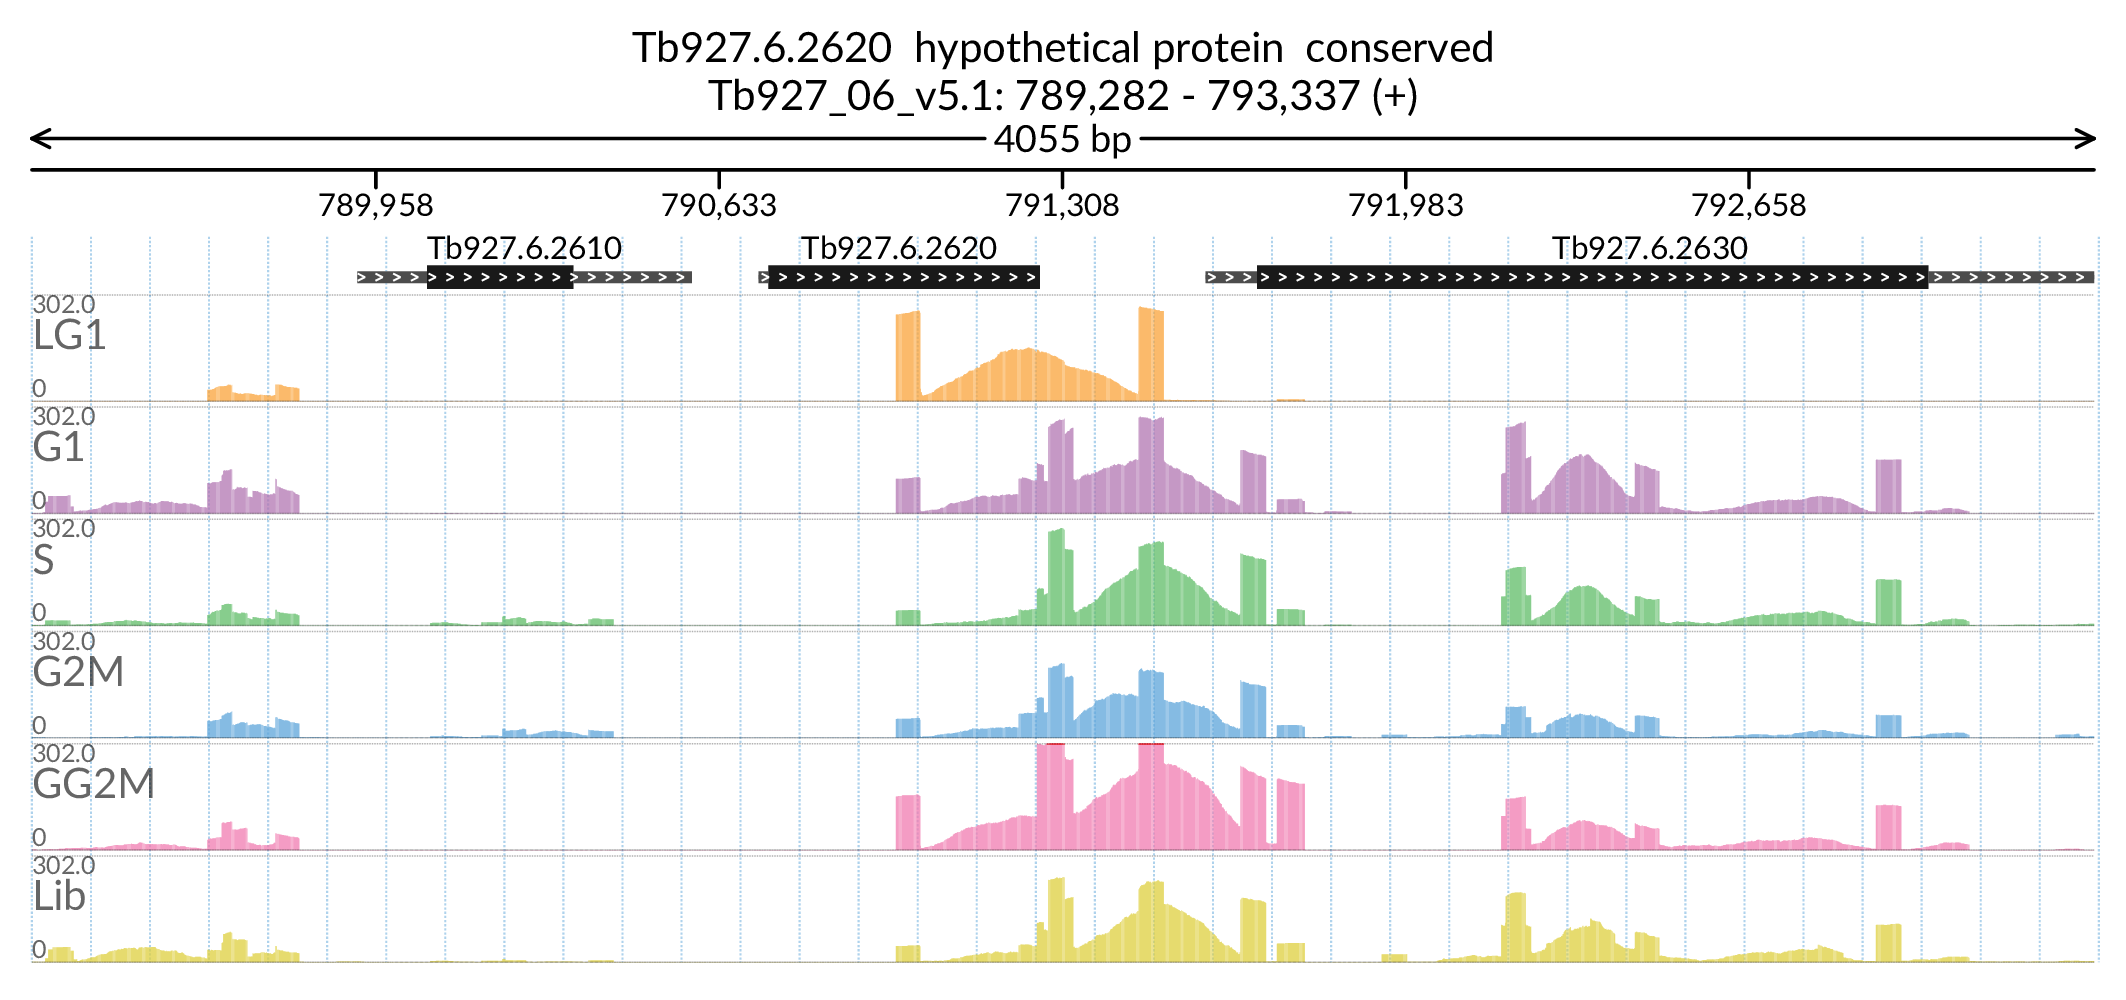 Tb927.6.2620  hypothetical protein  conserved
Tb927_06_v5.1: 789,282 - 793,337 (+)
4055 bp
789,958 790,633 791,308 791,983 792,658
Tb927.6.2610 Tb927.6.2620 Tb927.6.2630
302.0
LG1
0
302.0
G1
0
302.0
S
0
302.0
G2M
0
302.0
GG2M
0
302.0
Lib
0